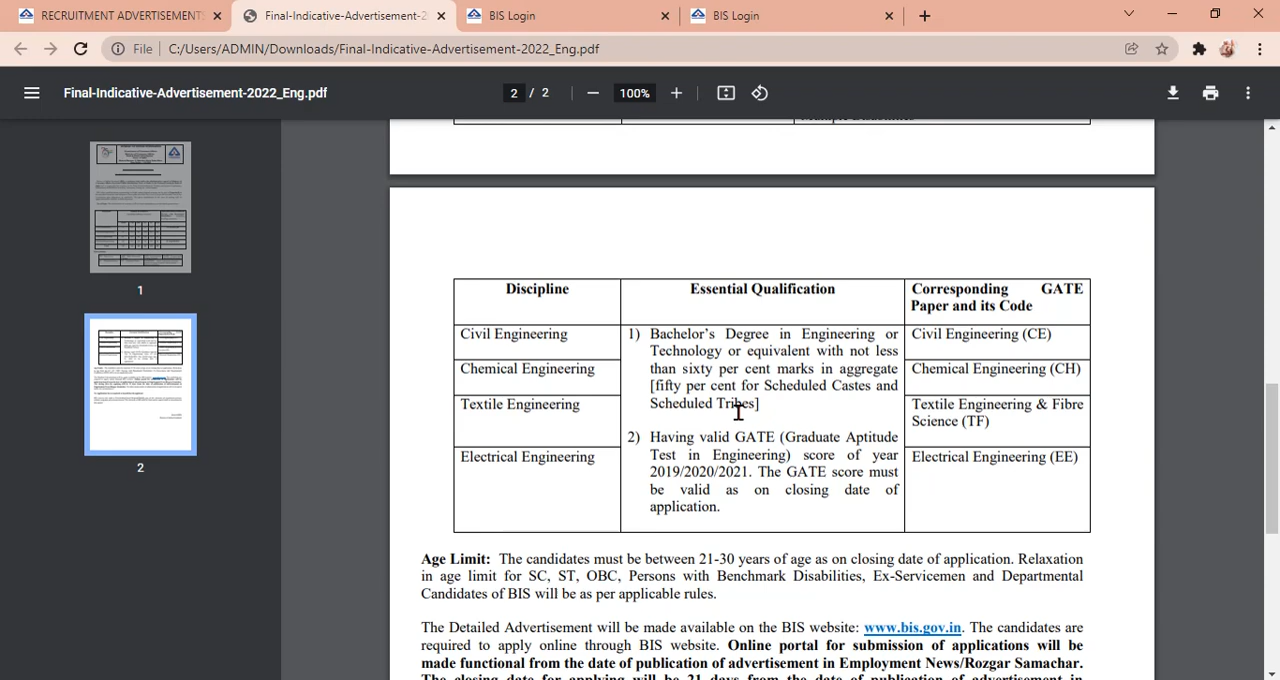 RECRUITMENT ADVERTISEMENTS
Final-Indicative-Advertisement-2
BIS Login
BIS Login
File
C:/Users/ADMIN/Downloads/Final-Indicative-Advertisement-2022_Eng.pdf
Final-Indicative-Advertisement-2022_Eng.pdf
2 / 2
100%
1
2
Multiple Disabilities
Discipline
Essential Qualification
Corresponding GATE
Paper and its Code
Civil Engineering
Chemical Engineering
Textile Engineering
Electrical Engineering
1) Bachelor's Degree in Engineering or
Technology or equivalent with not less
than sixty per cent marks in aggregate
[fifty per cent for Scheduled Castes and
Scheduled Tribes]
2) Having valid GATE (Graduate Aptitude
Test in Engineering) score of year
2019/2020/2021. The GATE score must
be valid as on closing date of
application.
Civil Engineering (CE)
Chemical Engineering (CH)
Textile Engineering & Fibre
Science (TF)
Electrical Engineering (EE)
Age Limit: The candidates must be between 21-30 years of age as on closing date of application. Relaxation
in age limit for SC, ST, OBC, Persons with Benchmark Disabilities, Ex-Servicemen and Departmental
Candidates of BIS will be as per applicable rules.
The Detailed Advertisement will be made available on the BIS website: www.bis.gov.in. The candidates are
required to apply online through BIS website. Online portal for submission of applications will be
made functional from the date of publication of advertisement in Employment News/Rozgar Samachar.
The closing date for applying will be 21 days from the date of publication of advertisement in